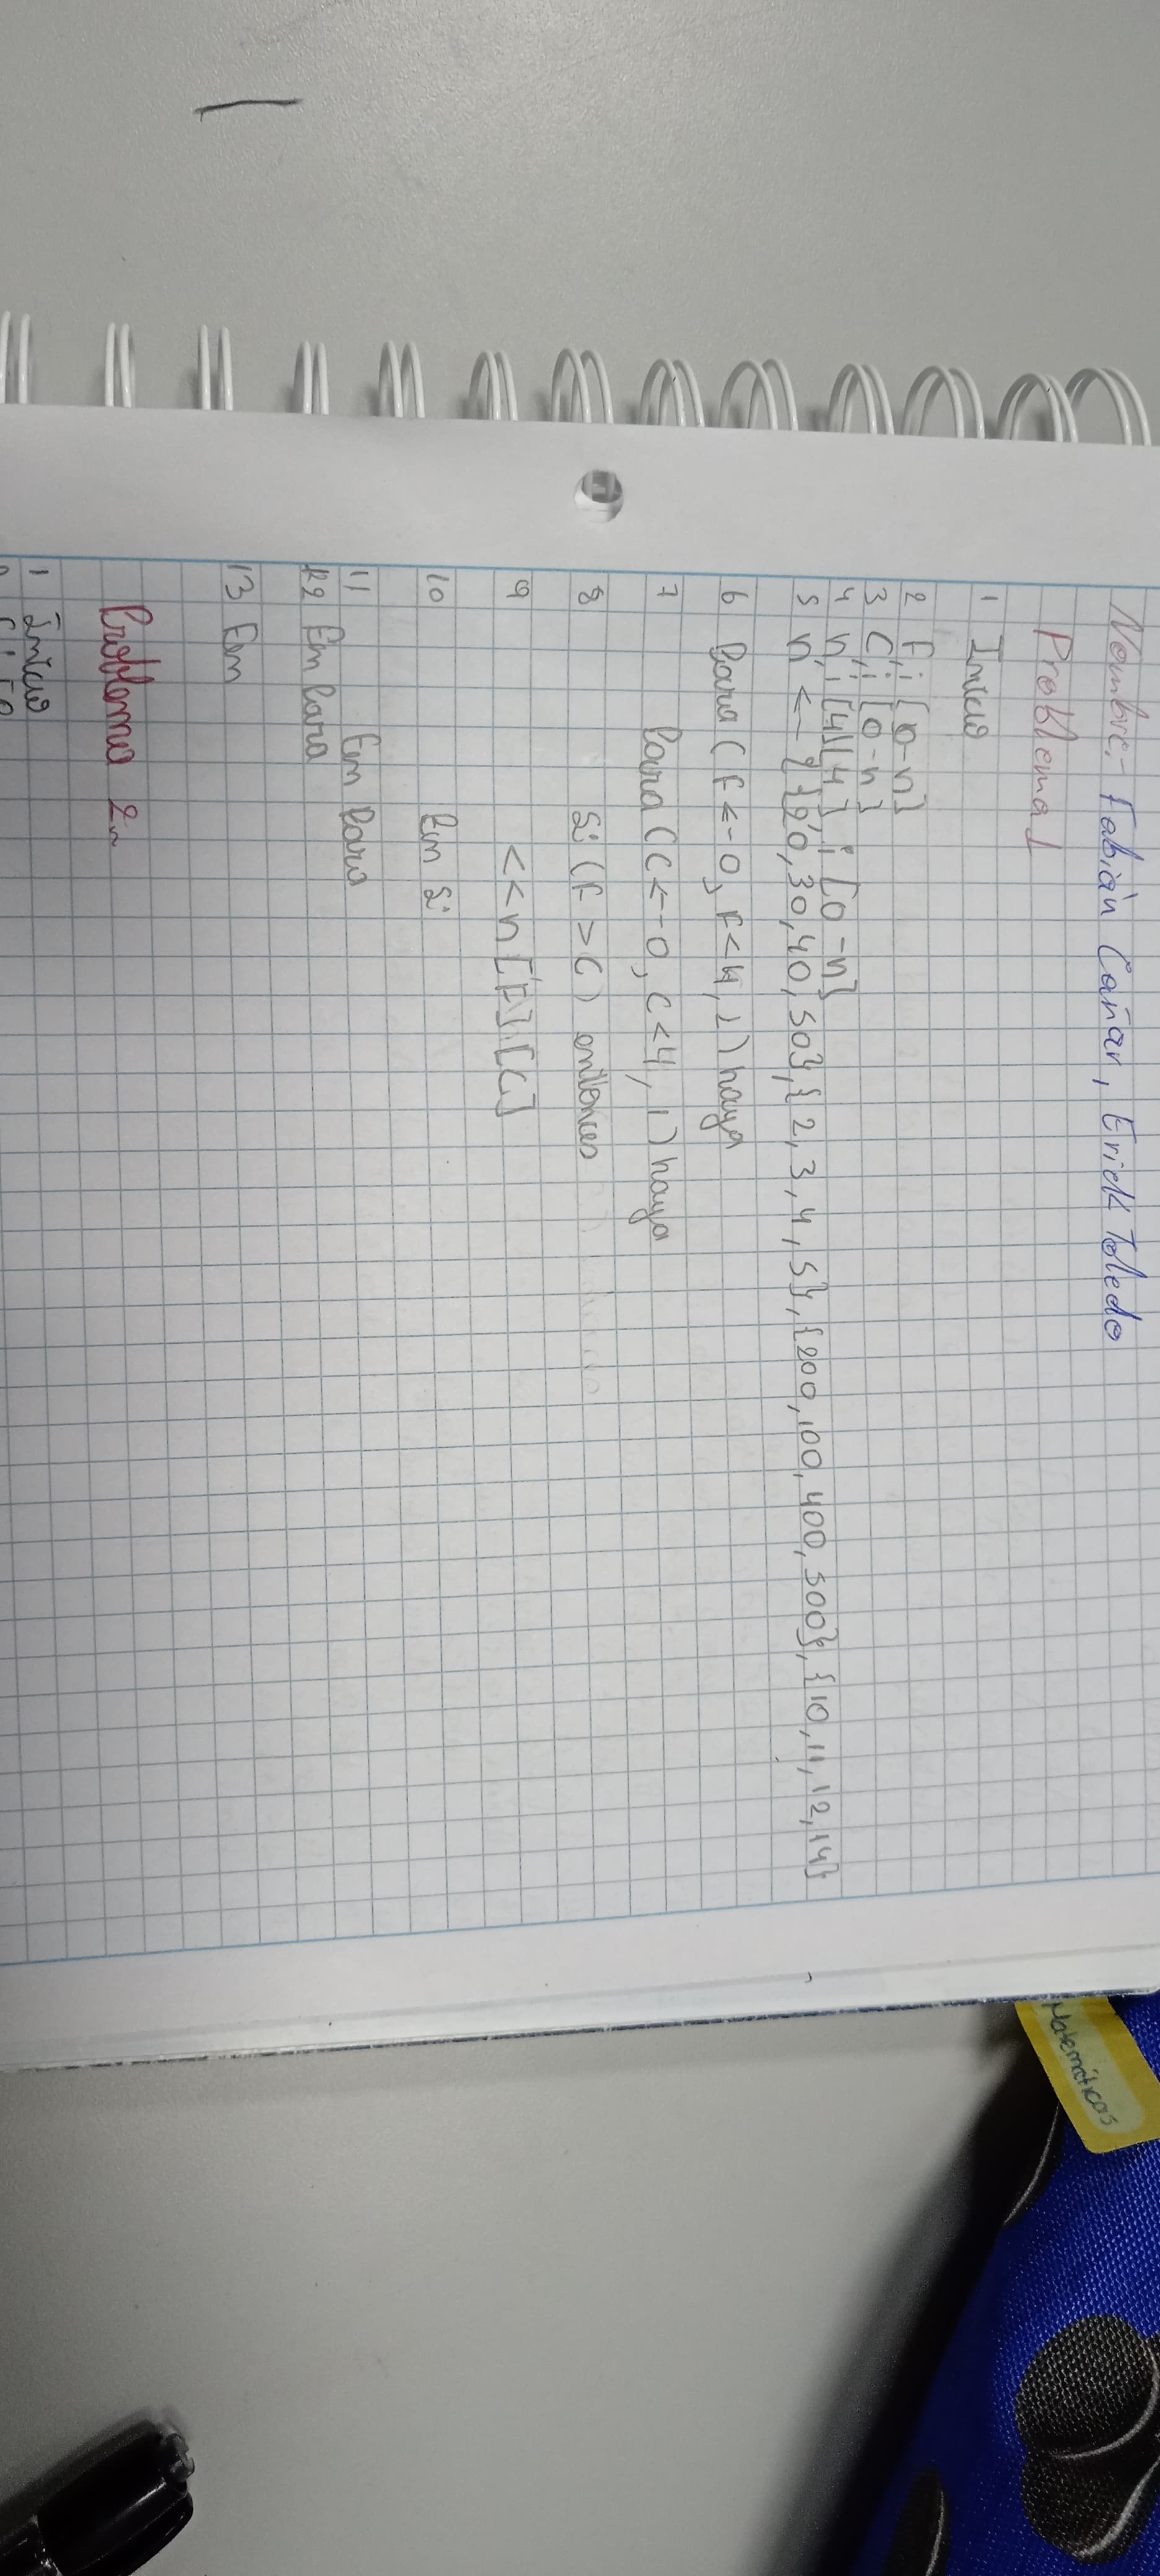 Nombre.- Fabián Cañar, Erick Toledo
Matemáticas
Problema 1
1 Inicio
2 F,i [0-n]
3 C,i [0-n]
4 n,i [4][4],i [0-n]
5 n ← {{20,30,40,50},{2,3,4,5},{200,100,400,500},{10,11,12,14}
6 Para (F ← 0, F<4, 1) haga
7 Para (C ← 0, C<4, 1) haga
8 Si (F > C) entonces
9 <<n[F][C]
10 Fin Si
11 Fin Para
12 Fin Para
13 Fin
Problema 2.
1 Inicio